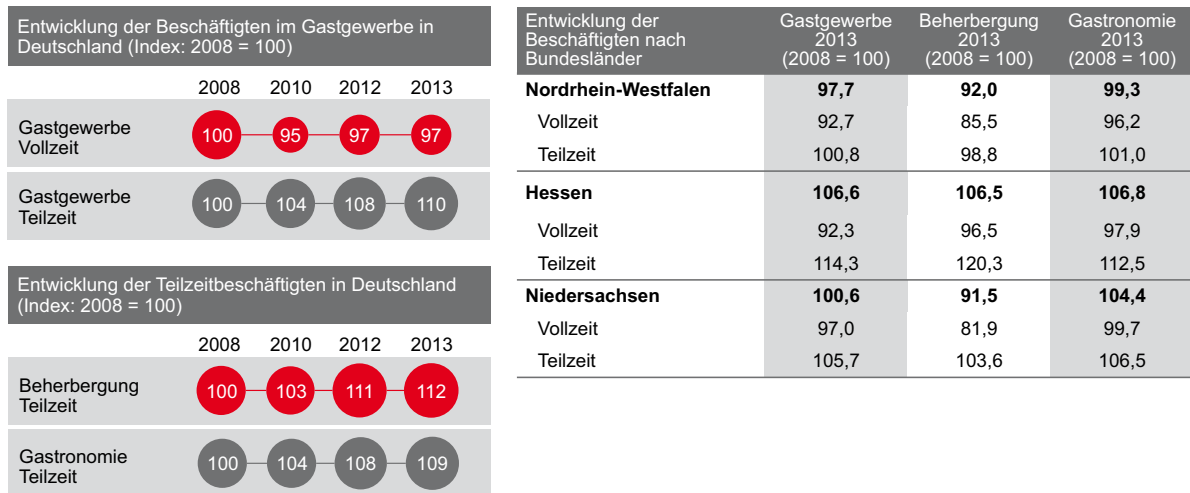 Entwicklung der Beschäftigten im Gastgewerbe in
Deutschland (Index: 2008 = 100)
2008 2010 2012 2013
Gastgewerbe
Vollzeit
100 95 97 97
Gastgewerbe
Teilzeit
100 104 108 110
Entwicklung der Teilzeitbeschäftigten in Deutschland
(Index: 2008 = 100)
2008 2010 2012 2013
Beherbergung
Teilzeit
100 103 111 112
Gastronomie
Teilzeit
100 104 108 109
Entwicklung der Gastgewerbe Beherbergung Gastronomie
Beschäftigten nach 2013 2013 2013
Bundesländer (2008 = 100) (2008 = 100) (2008 = 100)
Nordrhein-Westfalen 97,7 92,0 99,3
Vollzeit 92,7 85,5 96,2
Teilzeit 100,8 98,8 101,0
Hessen 106,6 106,5 106,8
Vollzeit 92,3 96,5 97,9
Teilzeit 114,3 120,3 112,5
Niedersachsen 100,6 91,5 104,4
Vollzeit 97,0 81,9 99,7
Teilzeit 105,7 103,6 106,5